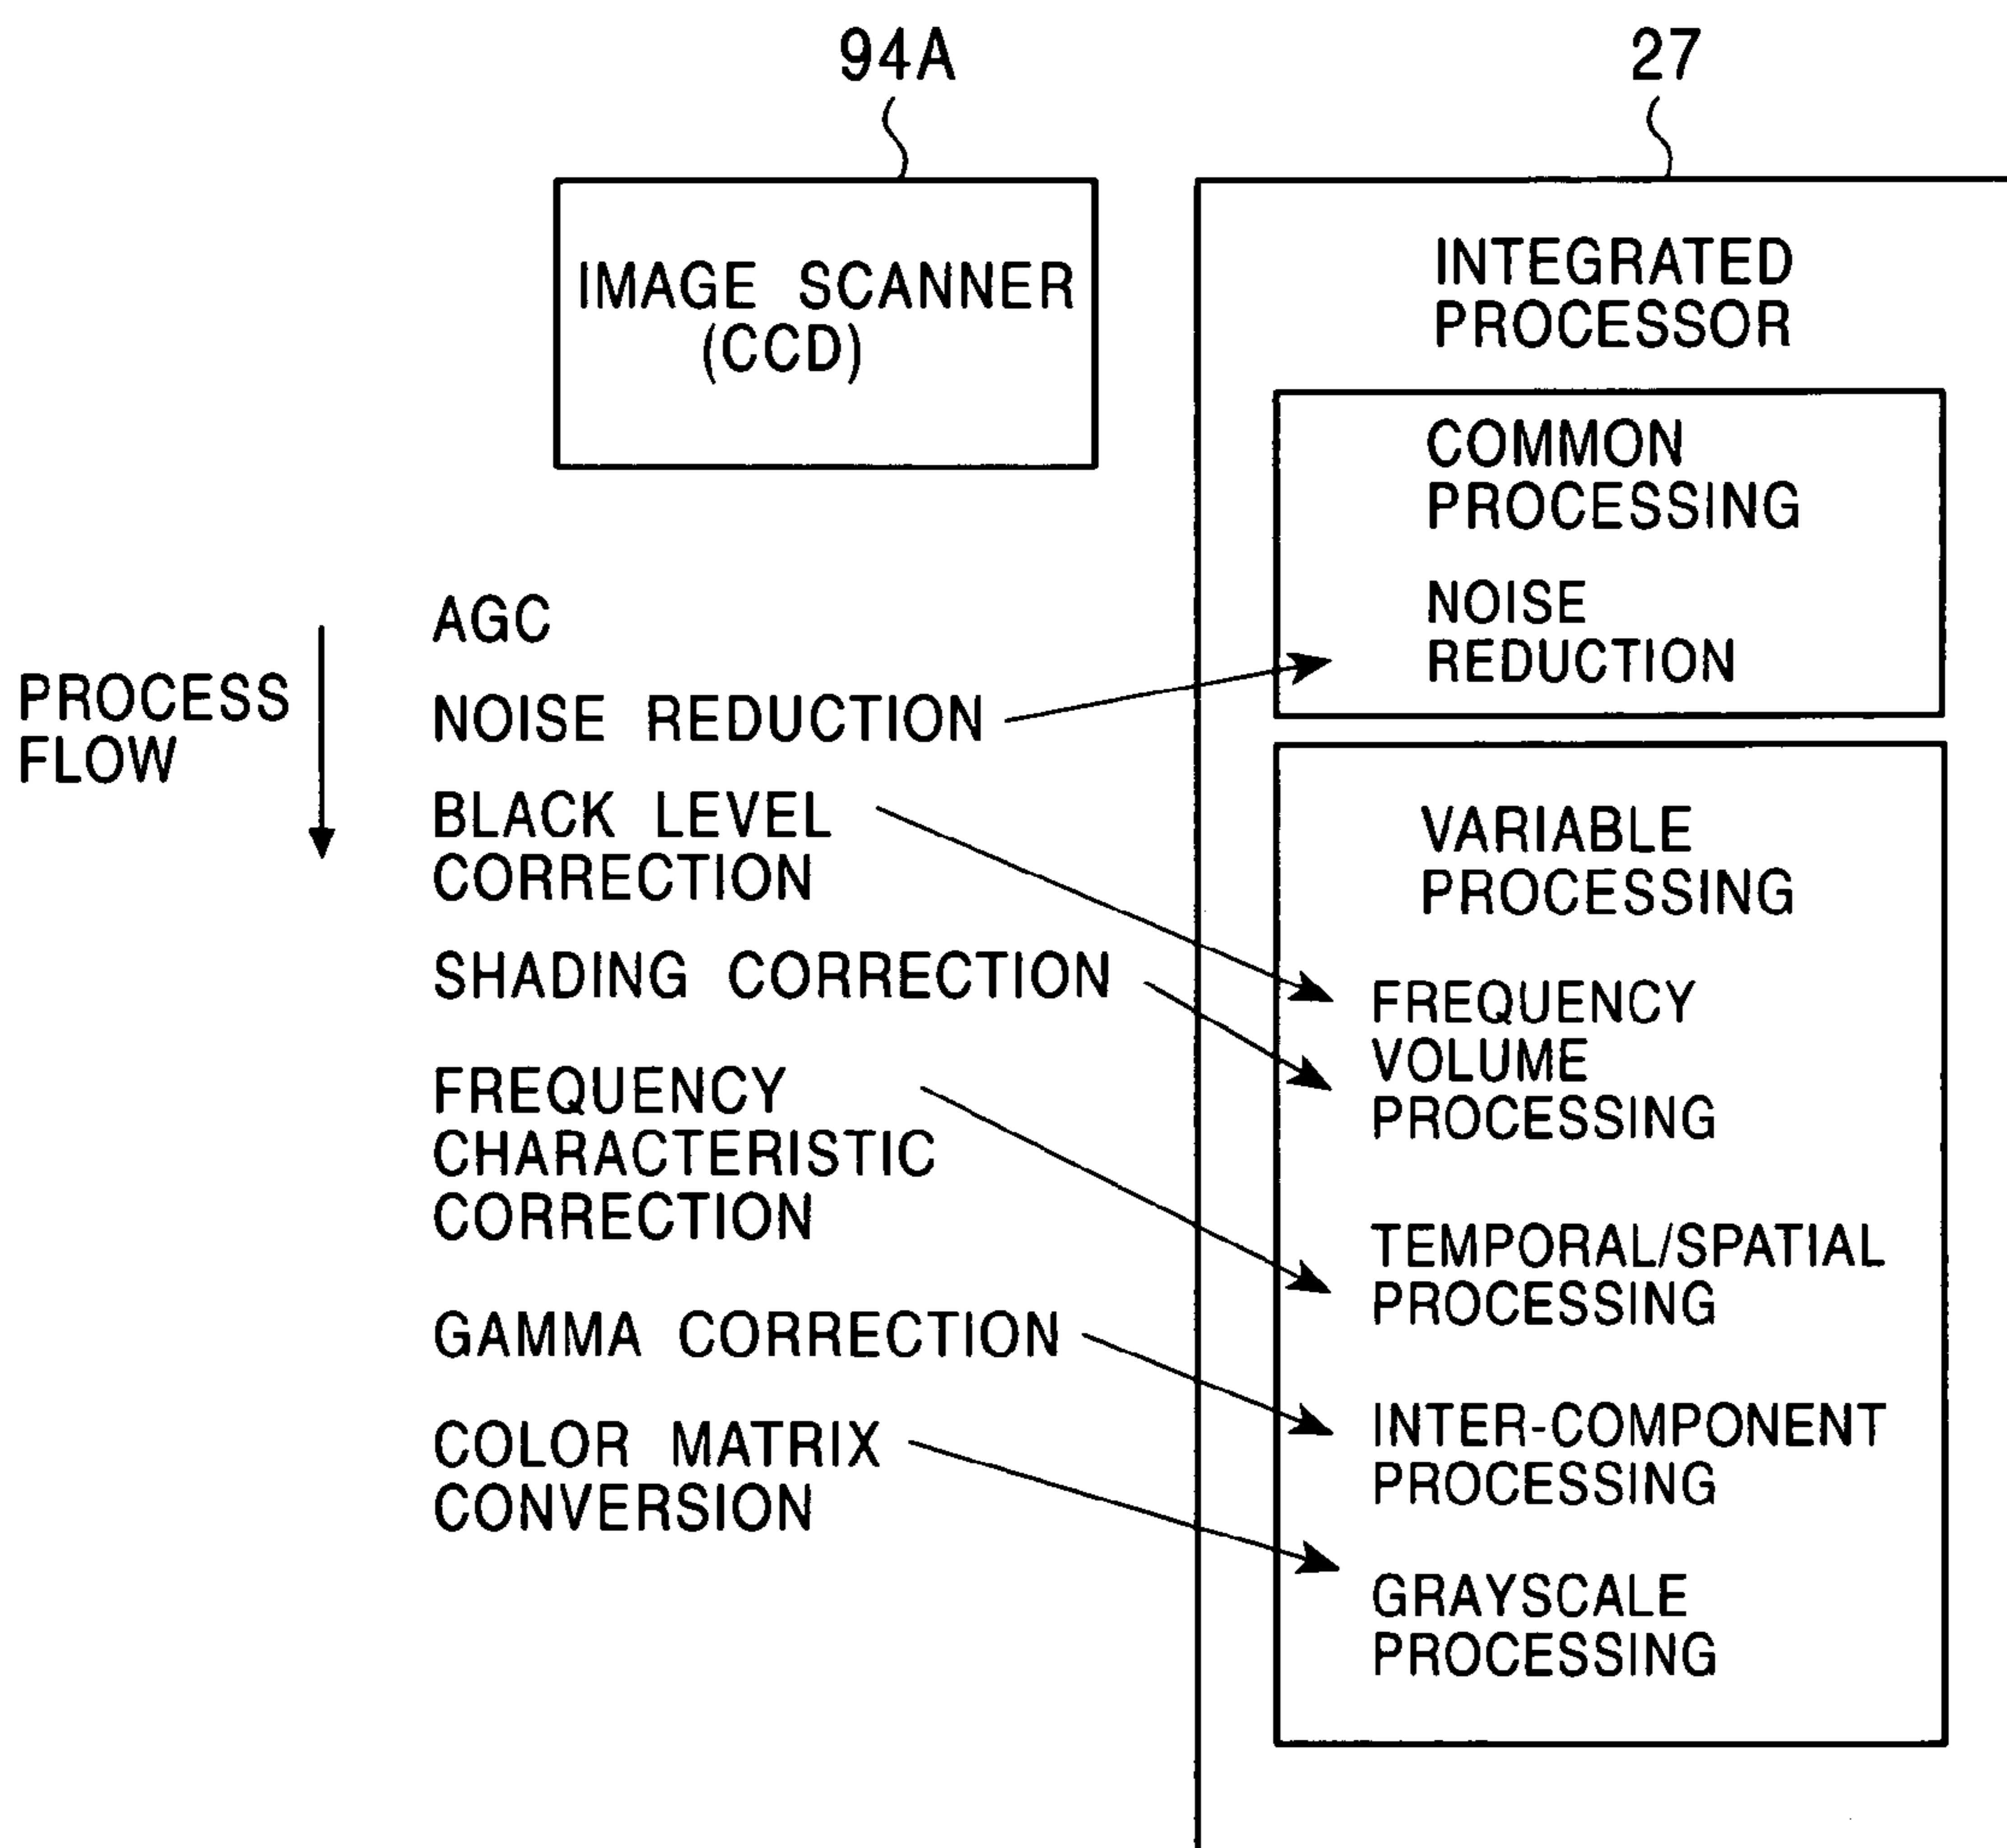 94A
27
IMAGE SCANNER
(CCD)
INTEGRATED
PROCESSOR
COMMON
PROCESSING
NOISE
REDUCTION
PROCESS
FLOW
AGC
NOISE REDUCTION
BLACK LEVEL
CORRECTION
SHADING CORRECTION
FREQUENCY
CHARACTERISTIC
CORRECTION
GAMMA CORRECTION
COLOR MATRIX
CONVERSION
VARIABLE
PROCESSING
FREQUENCY
VOLUME
PROCESSING
TEMPORAL/SPATIAL
PROCESSING
INTER-COMPONENT
PROCESSING
GRAYSCALE
PROCESSING